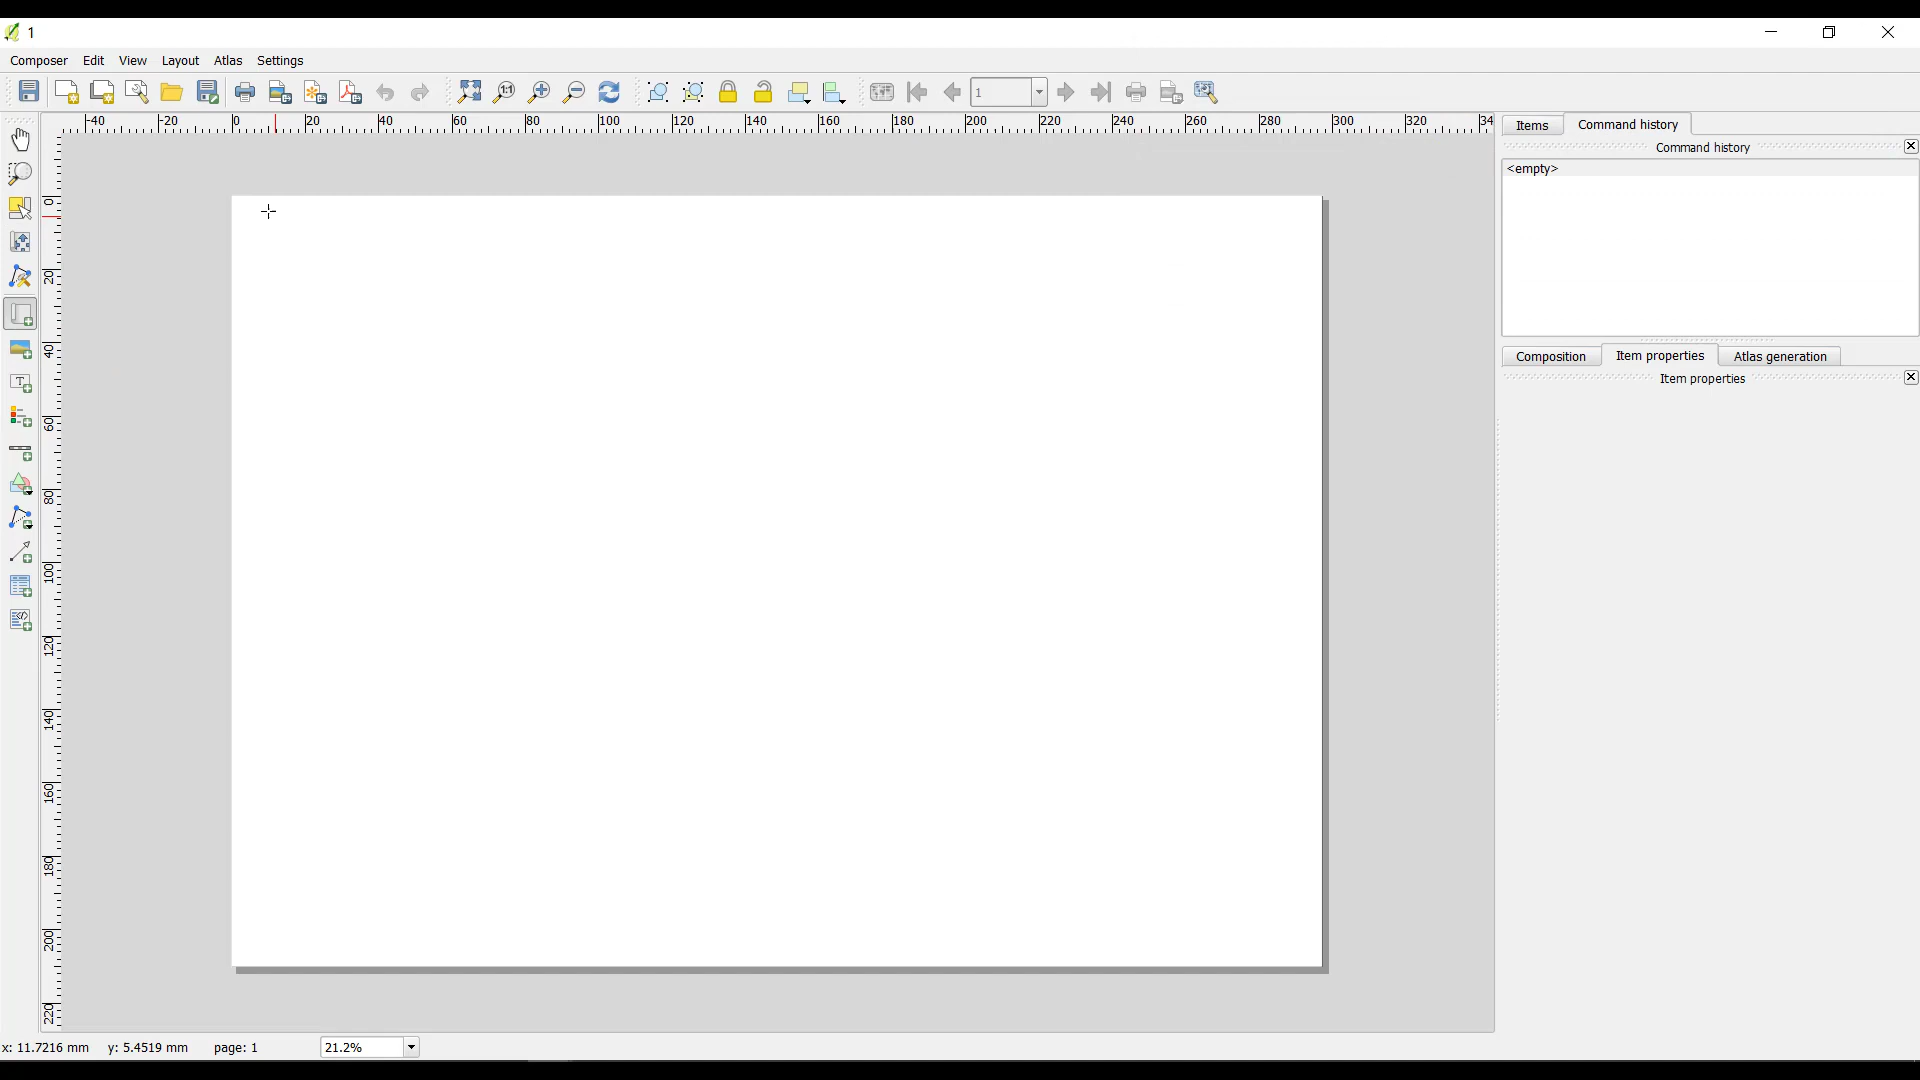 1
Composer Edit View Layout Atlas Settings
1:1 1
-40 -20 0 20 40 60 80 100 120 140 160 180 200 220 240 260 280 300 320 34
Items Command history
Command history
<empty>
Composition Item properties Atlas generation
Item properties
0
20
40
60
80
100
120
140
160
180
200
220
x: 11.7216 mm y: 5.4519 mm page: 1 21.2%